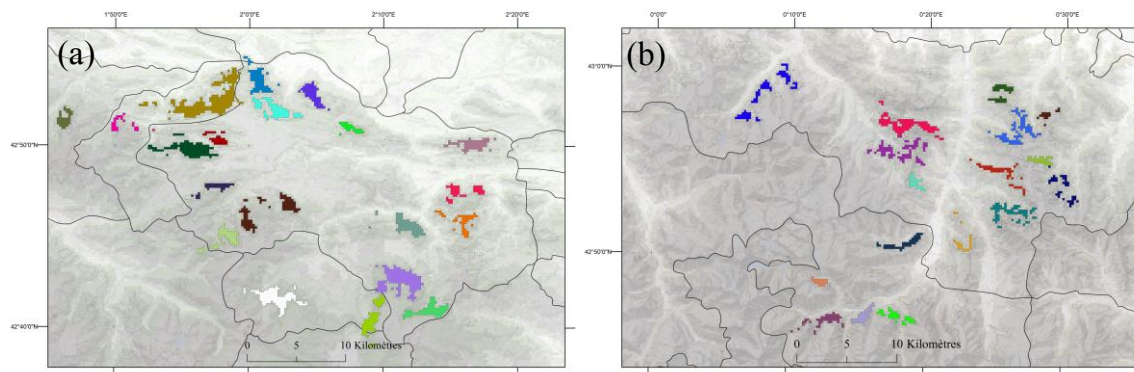 1°50'0"E 2°0'0"E 2°10'0"E 2°20'0"E
(a)
42°50'0"N
42°40'0"N
0 5 10 Kilomètres
0°0'0" 0°10'0"E 0°20'0"E 0°30'0"E
(b)
43°0'0"N
42°50'0"N
0 5 10 Kilomètres